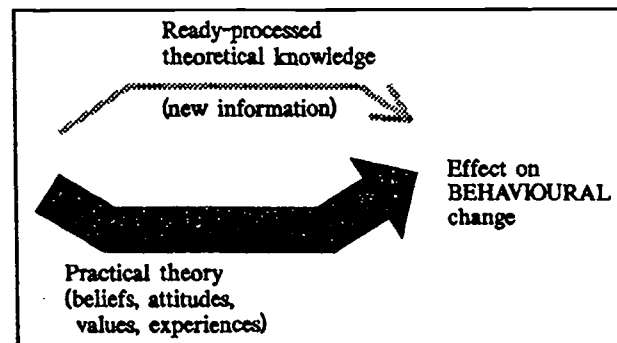 Ready-processed
theoretical knowledge
(new information)
Effect on
BEHAVIOURAL
change
Practical theory
(beliefs, attitudes,
values, experiences)